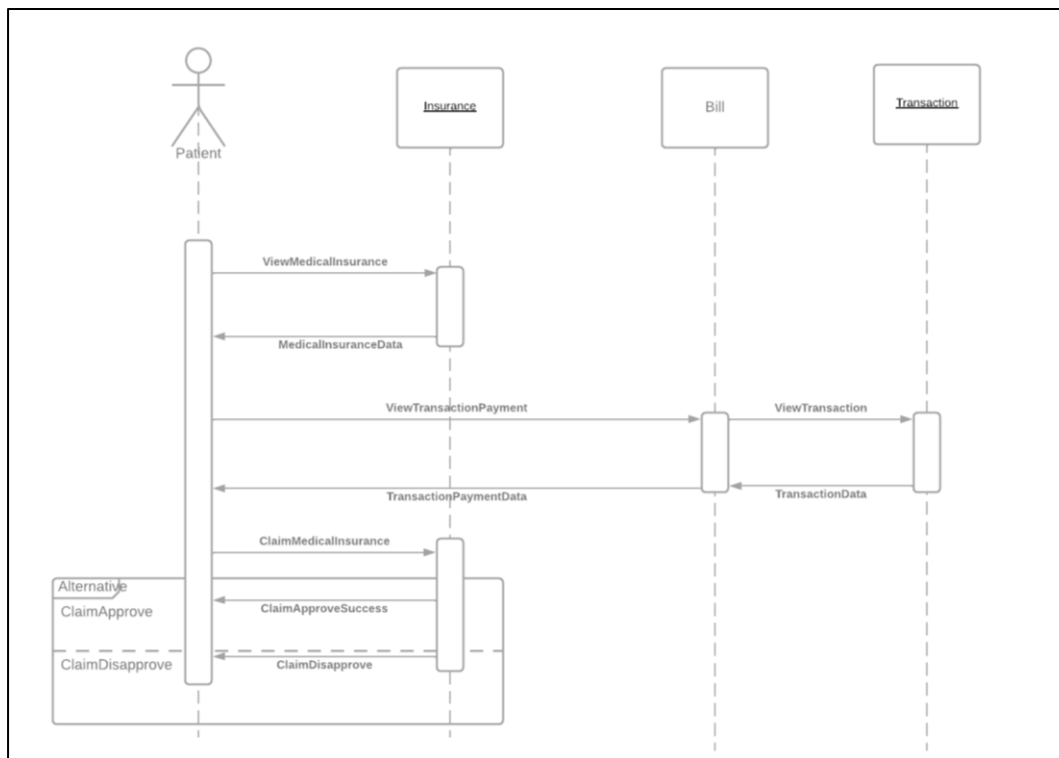 Patient
Insurance
Bill
Transaction
ViewMedicalInsurance
MedicalInsuranceData
ViewTransactionPayment
ViewTransaction
TransactionPaymentData
TransactionData
ClaimMedicalInsurance
Alternative
ClaimApprove
ClaimApproveSuccess
ClaimDisapprove
ClaimDisapprove